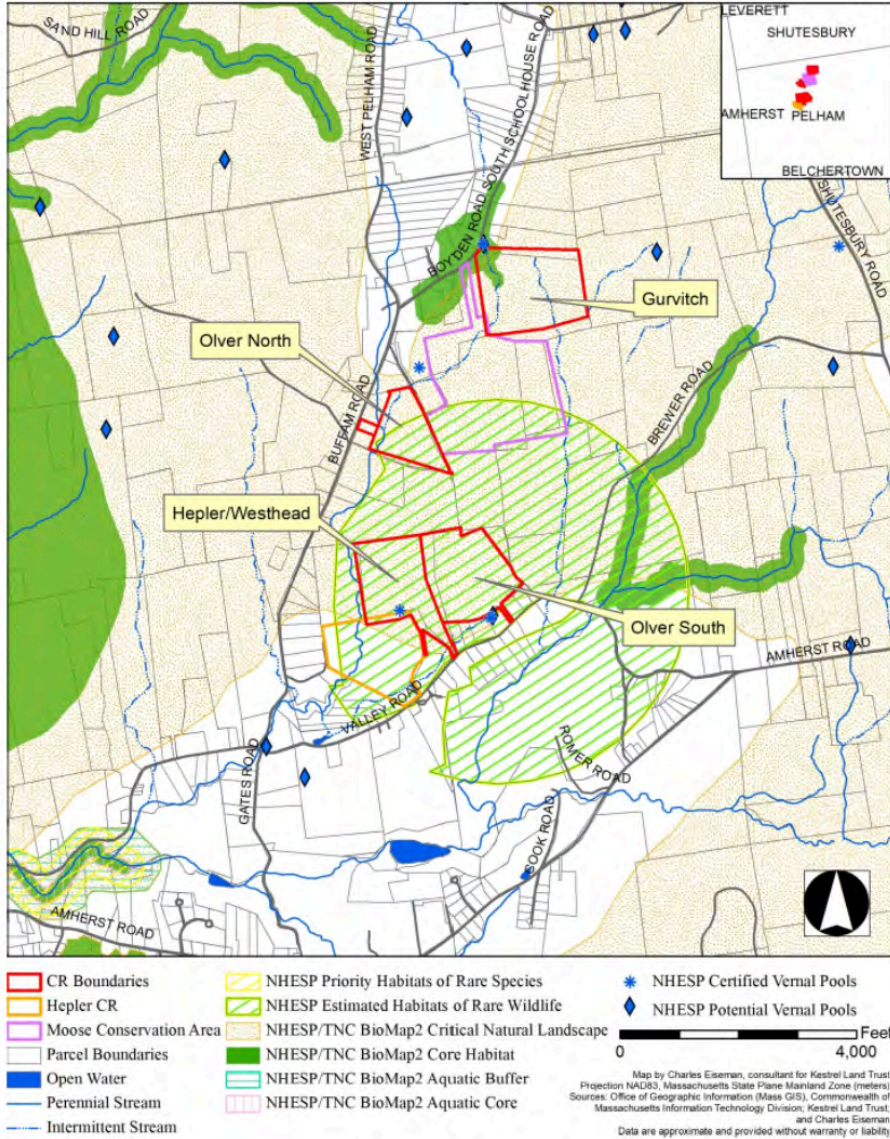 LEVERETT
SHUTESBURY
AMHERST PELHAM
BELCHERTOWN
SAND HILL ROAD
WEST PELHAM ROAD
BOYDEN ROAD SOUTH SCHOOLHOUSE ROAD
SHUTESBURY ROAD
Gurvitch
Olver North
BUFFAM ROAD
BREWER ROAD
Hepler/Westhead
Olver South
AMHERST ROAD
VALLEY ROAD
GATES ROAD
ROMER ROAD
SOOK ROAD
AMHERST ROAD
CR Boundaries
Hepler CR
Moose Conservation Area
Parcel Boundaries
Open Water
Perennial Stream
Intermittent Stream
NHESP Priority Habitats of Rare Species
NHESP Estimated Habitats of Rare Wildlife
NHESP/TNC BioMap2 Critical Natural Landscape
NHESP/TNC BioMap2 Core Habitat
NHESP/TNC BioMap2 Aquatic Buffer
NHESP/TNC BioMap2 Aquatic Core
NHESP Certified Vernal Pools
NHESP Potential Vernal Pools
Feet
0 4,000
Map by Charles Eiseman, consultant for Kestrel Land Trust
Projection NAD83, Massachusetts State Plane Mainland Zone (meters)
Sources: Office of Geographic Information (Mass GIS), Commonwealth of
Massachusetts Information Technology Division; Kestrel Land Trust;
and Charles Eiseman
Data are approximate and provided without warranty or liability